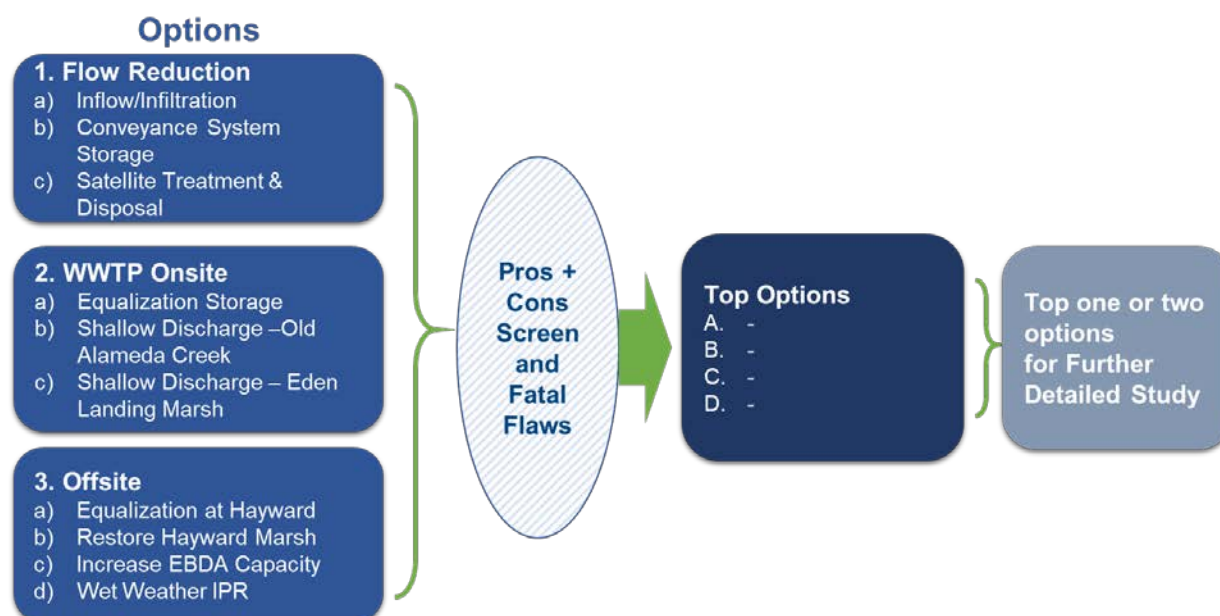 Options
1. Flow Reduction
a) Inflow/Infiltration
b) Conveyance System
Storage
c) Satellite Treatment &
Disposal
2. WWTP Onsite
a) Equalization Storage
b) Shallow Discharge –Old
Alameda Creek
c) Shallow Discharge – Eden
Landing Marsh
3. Offsite
a) Equalization at Hayward
b) Restore Hayward Marsh
c) Increase EBDA Capacity
d) Wet Weather IPR
Pros +
Cons
Screen
and
Fatal
Flaws
Top Options
A. -
B. -
C. -
D. -
Top one or two
options
for Further
Detailed Study